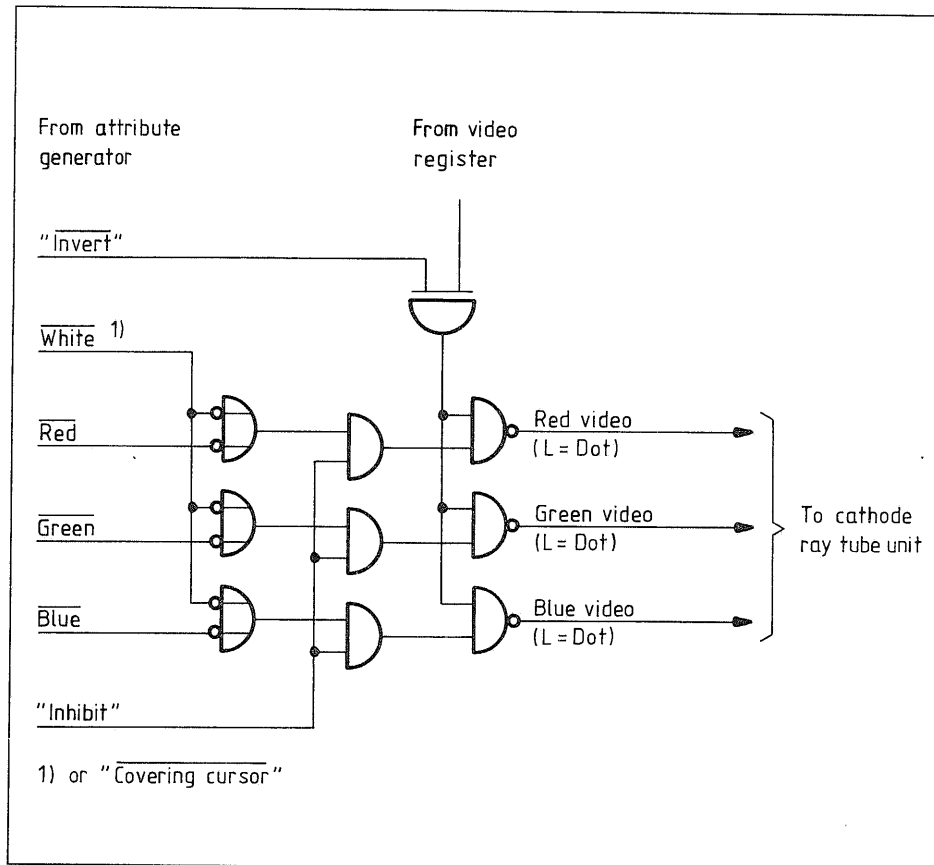 From attribute
generator
From video
register
"Invert"
White 1)
Red
Green
Blue
"Inhibit"
Red video
(L = Dot)
Green video
(L = Dot)
Blue video
(L = Dot)
To cathode
ray tube unit
1) or "Covering cursor"